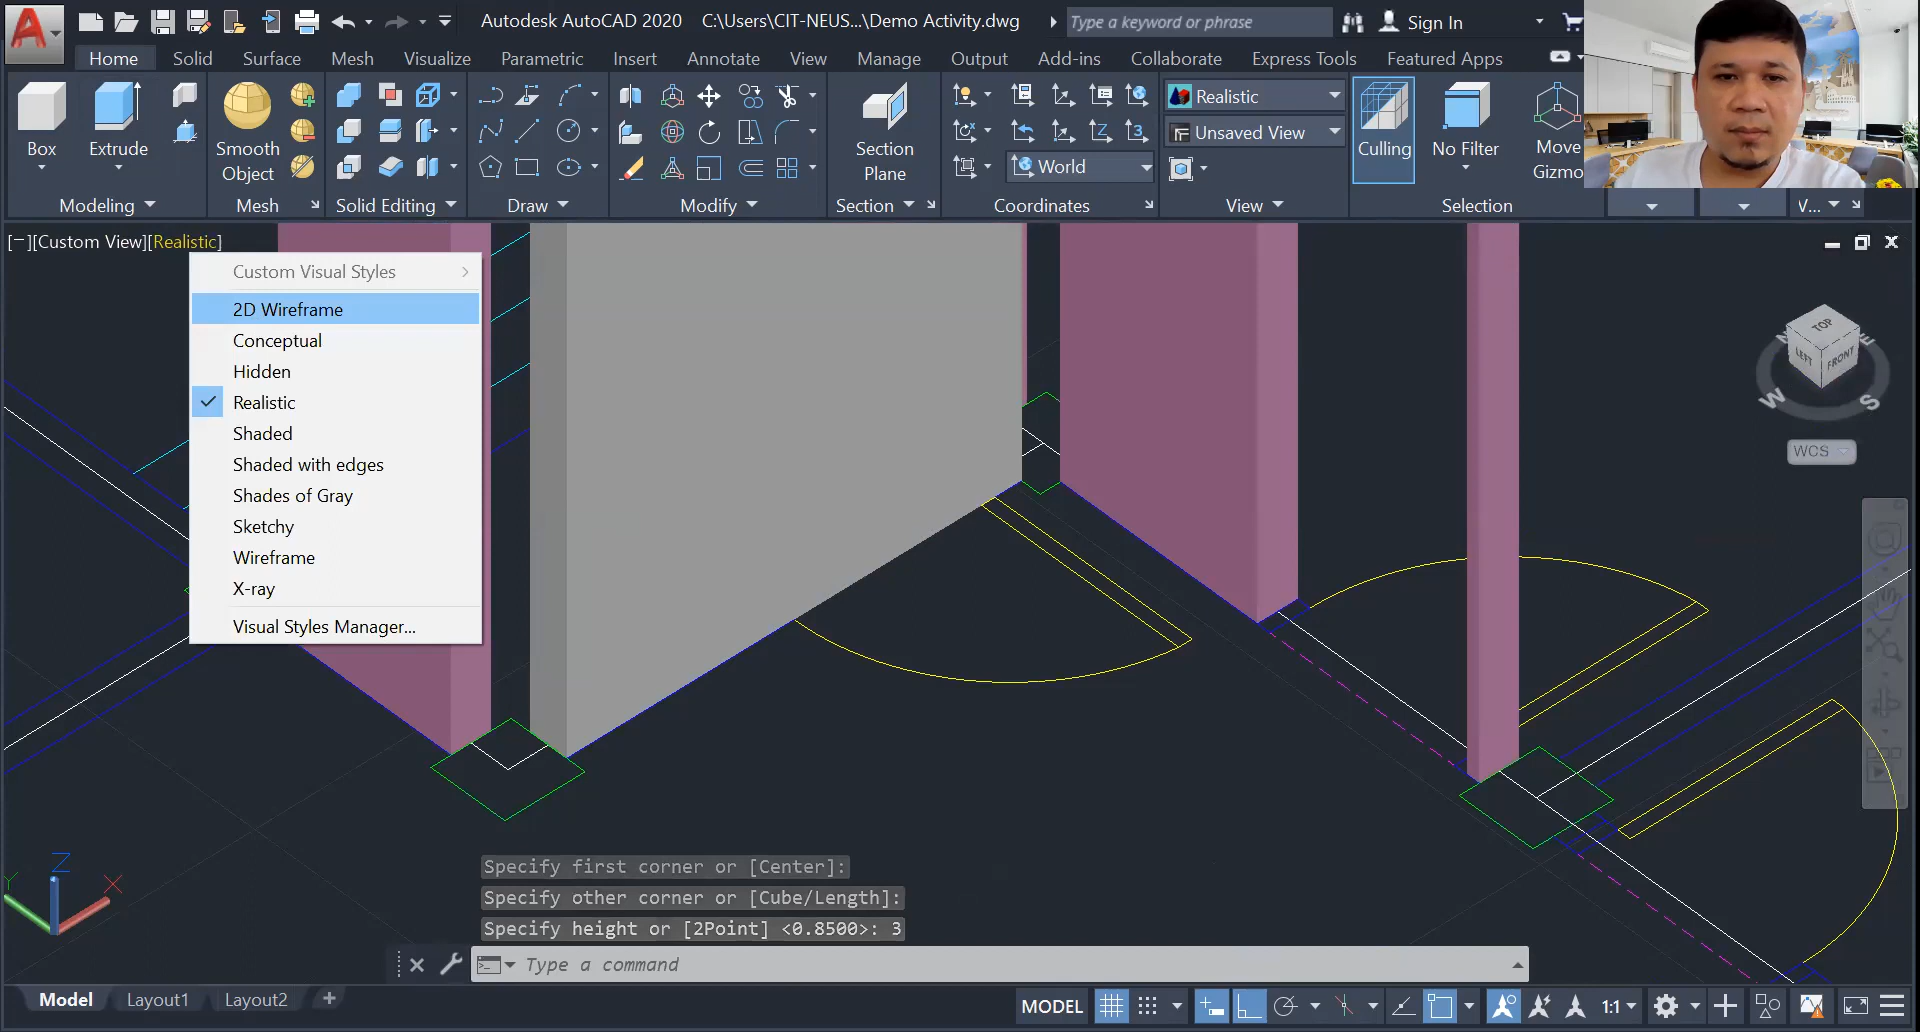 Autodesk AutoCAD 2020 C:\Users\CIT-NEUS...\Demo Activity.dwg
Type a keyword or phrase
Sign In
Home Solid Surface Mesh Visualize Parametric Insert Annotate View Manage Output Add-ins Collaborate Express Tools Featured Apps
Box
Extrude
Smooth
Object
Section
Plane
World
Realistic
Unsaved View
Culling
No Filter
Move
Gizmo
Modeling Mesh Solid Editing Draw Modify Section Coordinates View Selection V...
[−][Custom View][Realistic]
Custom Visual Styles
2D Wireframe
Conceptual
Hidden
Realistic
Shaded
Shaded with edges
Shades of Gray
Sketchy
Wireframe
X-ray
Visual Styles Manager...
TOP
LEFT
FRONT
W
S
WCS
Z
Y
X
Specify first corner or [Center]:
Specify other corner or [Cube/Length]:
Specify height or [2Point] <0.8500>: 3
Type a command
Model Layout1 Layout2 +
MODEL
1:1